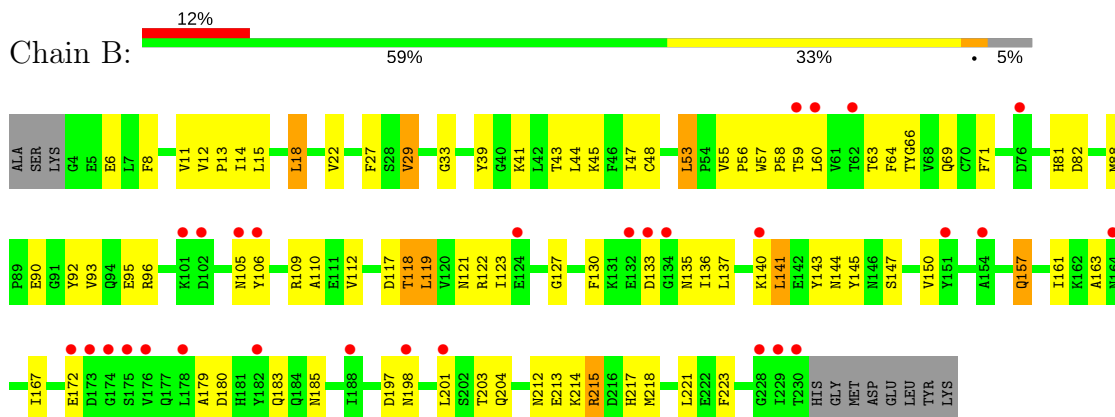 12%
Chain B:
59% 33% • 5%
ALA SER LYS G4 E5 E6 L7 F8 V11 V12 P13 I14 L15 L18 V22 F27 S28 V29 G33 Y39 G40 K41 L42 T43 L44 K45 F46 I47 C48 L53 P54 V55 P56 W57 P58 T59 L60 V61 T62 T63 F64 TYG66 V68 Q69 C70 F71 D76 H81 D82 M88
P89 E90 G91 Y92 V93 Q94 E95 R96 K101 D102 N105 Y106 R109 A110 E111 V112 D117 T118 L119 V120 N121 R122 I123 E124 G127 F130 K131 E132 D133 G134 N135 I136 L137 K140 L141 E142 Y143 N144 Y145 N146 S147 V150 Y151 A154 Q157 I161 K162 A163 N164
I167 E172 D173 G174 S175 V176 Q177 L178 A179 D180 H181 Y182 Q183 Q184 N185 I188 D197 N198 L201 S202 T203 Q204 N212 E213 K214 R215 D216 H217 M218 L221 E222 F223 G228 I229 T230 HIS GLY MET ASP GLU LEU TYR LYS